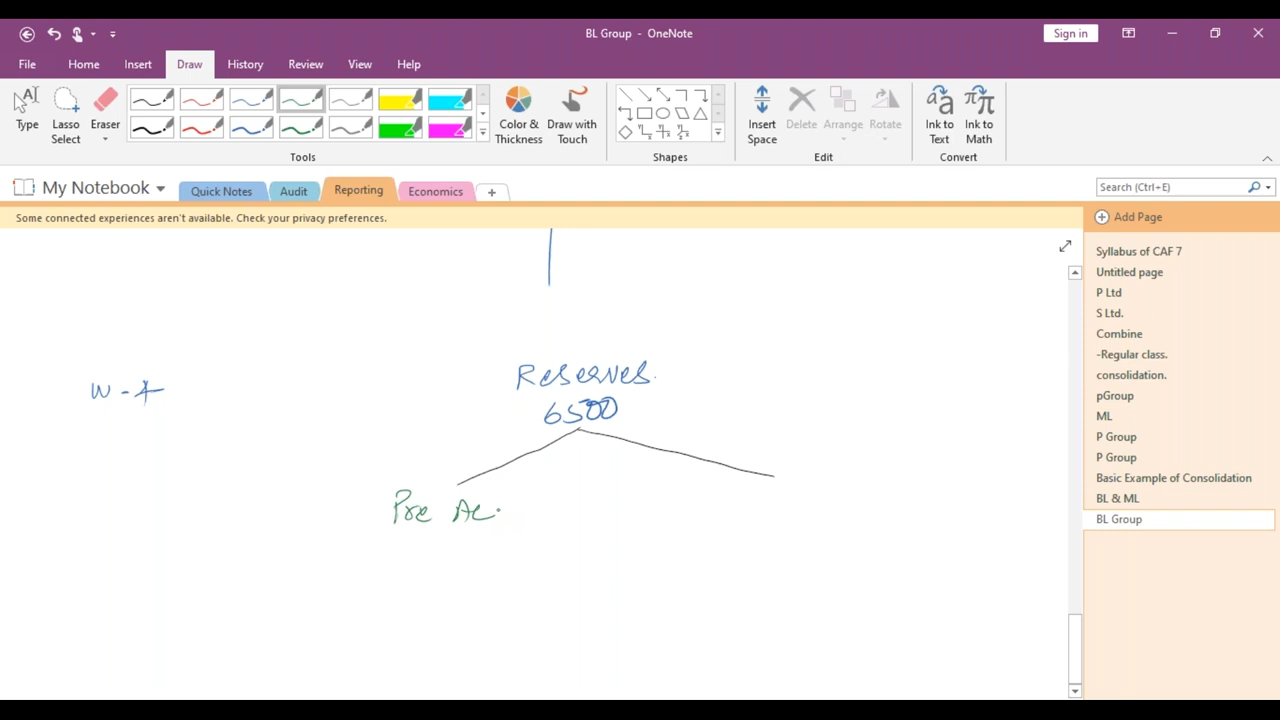 BL Group - OneNote
Sign in
File Home Insert Draw History Review View Help
Type
Lasso Select
Eraser
Color & Thickness
Draw with Touch
Insert Space
Delete
Arrange
Rotate
Ink to Text
Ink to Math
Tools
Shapes
Edit
Convert
My Notebook
Quick Notes
Audit
Reporting
Economics
Search (Ctrl+E)
Some connected experiences aren't available. Check your privacy preferences.
Add Page
Syllabus of CAF 7
Untitled page
P Ltd
S Ltd.
Combine
-Regular class.
consolidation.
pGroup
ML
P Group
P Group
Basic Example of Consolidation
BL & ML
BL Group
Reserves.
W-4
6500
Pre Ac.